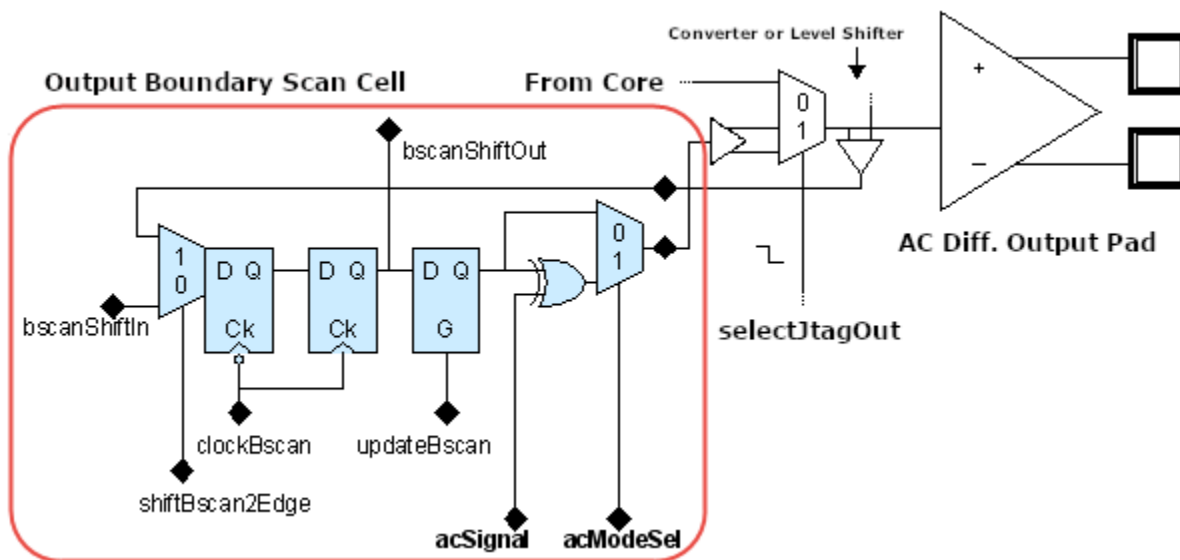 Converter or Level Shifter
Output Boundary Scan Cell
From Core
0
1
+
−
bscanShiftOut
1
0
D Q
Ck
D Q
Ck
D Q
G
0
1
AC Diff. Output Pad
bscanShiftIn
selectJtagOut
clockBscan
updateBscan
shiftBscan2Edge
acSignal
acModeSel